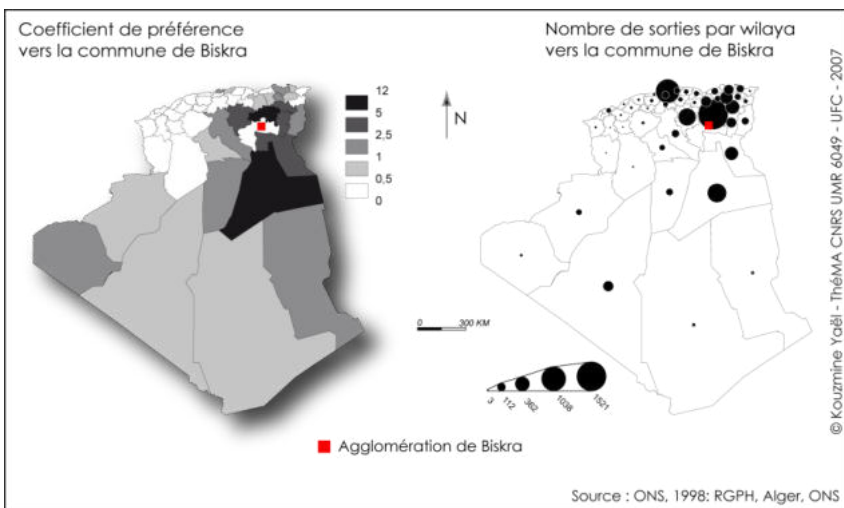 Coefficient de préférence
vers la commune de Biskra
Nombre de sorties par wilaya
vers la commune de Biskra
12
5
2,5
1
0,5
0
N
0
300 KM
3
112
362
1038
1521
Agglomération de Biskra
Source : ONS, 1998: RGPH, Alger, ONS
© Kouzmine Yaël - ThéMA CNRS UMR 6049 - UFC - 2007